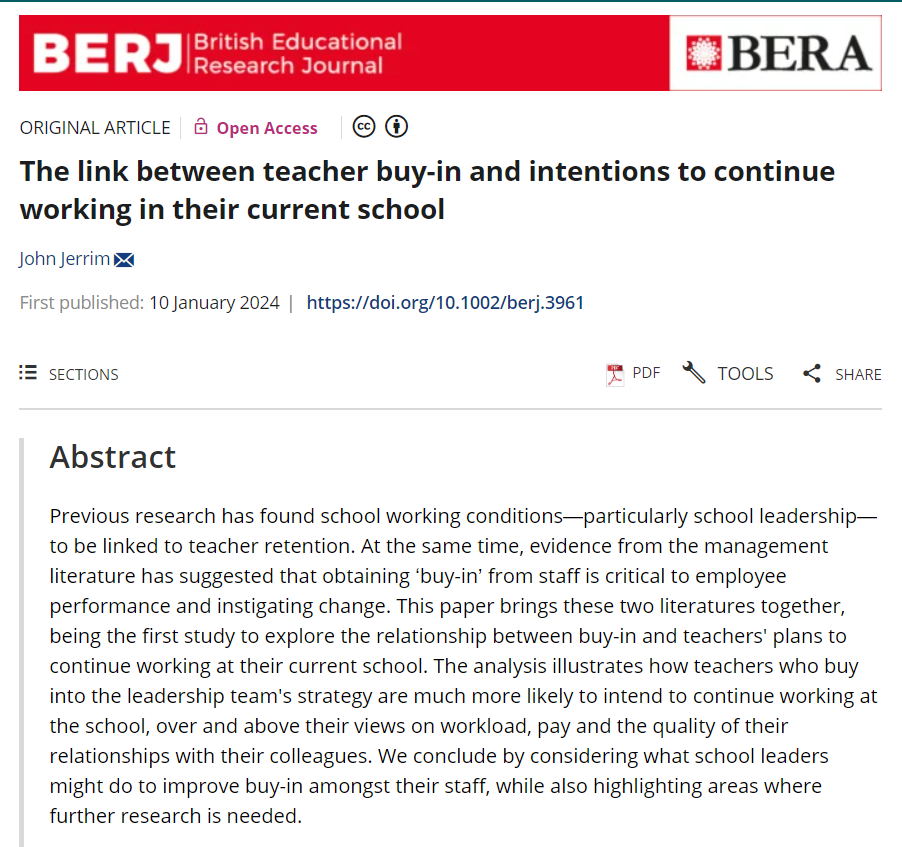 BERJ British Educational Research Journal BERA
ORIGINAL ARTICLE Open Access cc
The link between teacher buy-in and intentions to continue
working in their current school
John Jerrim
First published: 10 January 2024 | https://doi.org/10.1002/berj.3961
SECTIONS PDF TOOLS SHARE
Abstract
Previous research has found school working conditions—particularly school leadership—
to be linked to teacher retention. At the same time, evidence from the management
literature has suggested that obtaining ‘buy-in’ from staff is critical to employee
performance and instigating change. This paper brings these two literatures together,
being the first study to explore the relationship between buy-in and teachers' plans to
continue working at their current school. The analysis illustrates how teachers who buy
into the leadership team's strategy are much more likely to intend to continue working at
the school, over and above their views on workload, pay and the quality of their
relationships with their colleagues. We conclude by considering what school leaders
might do to improve buy-in amongst their staff, while also highlighting areas where
further research is needed.